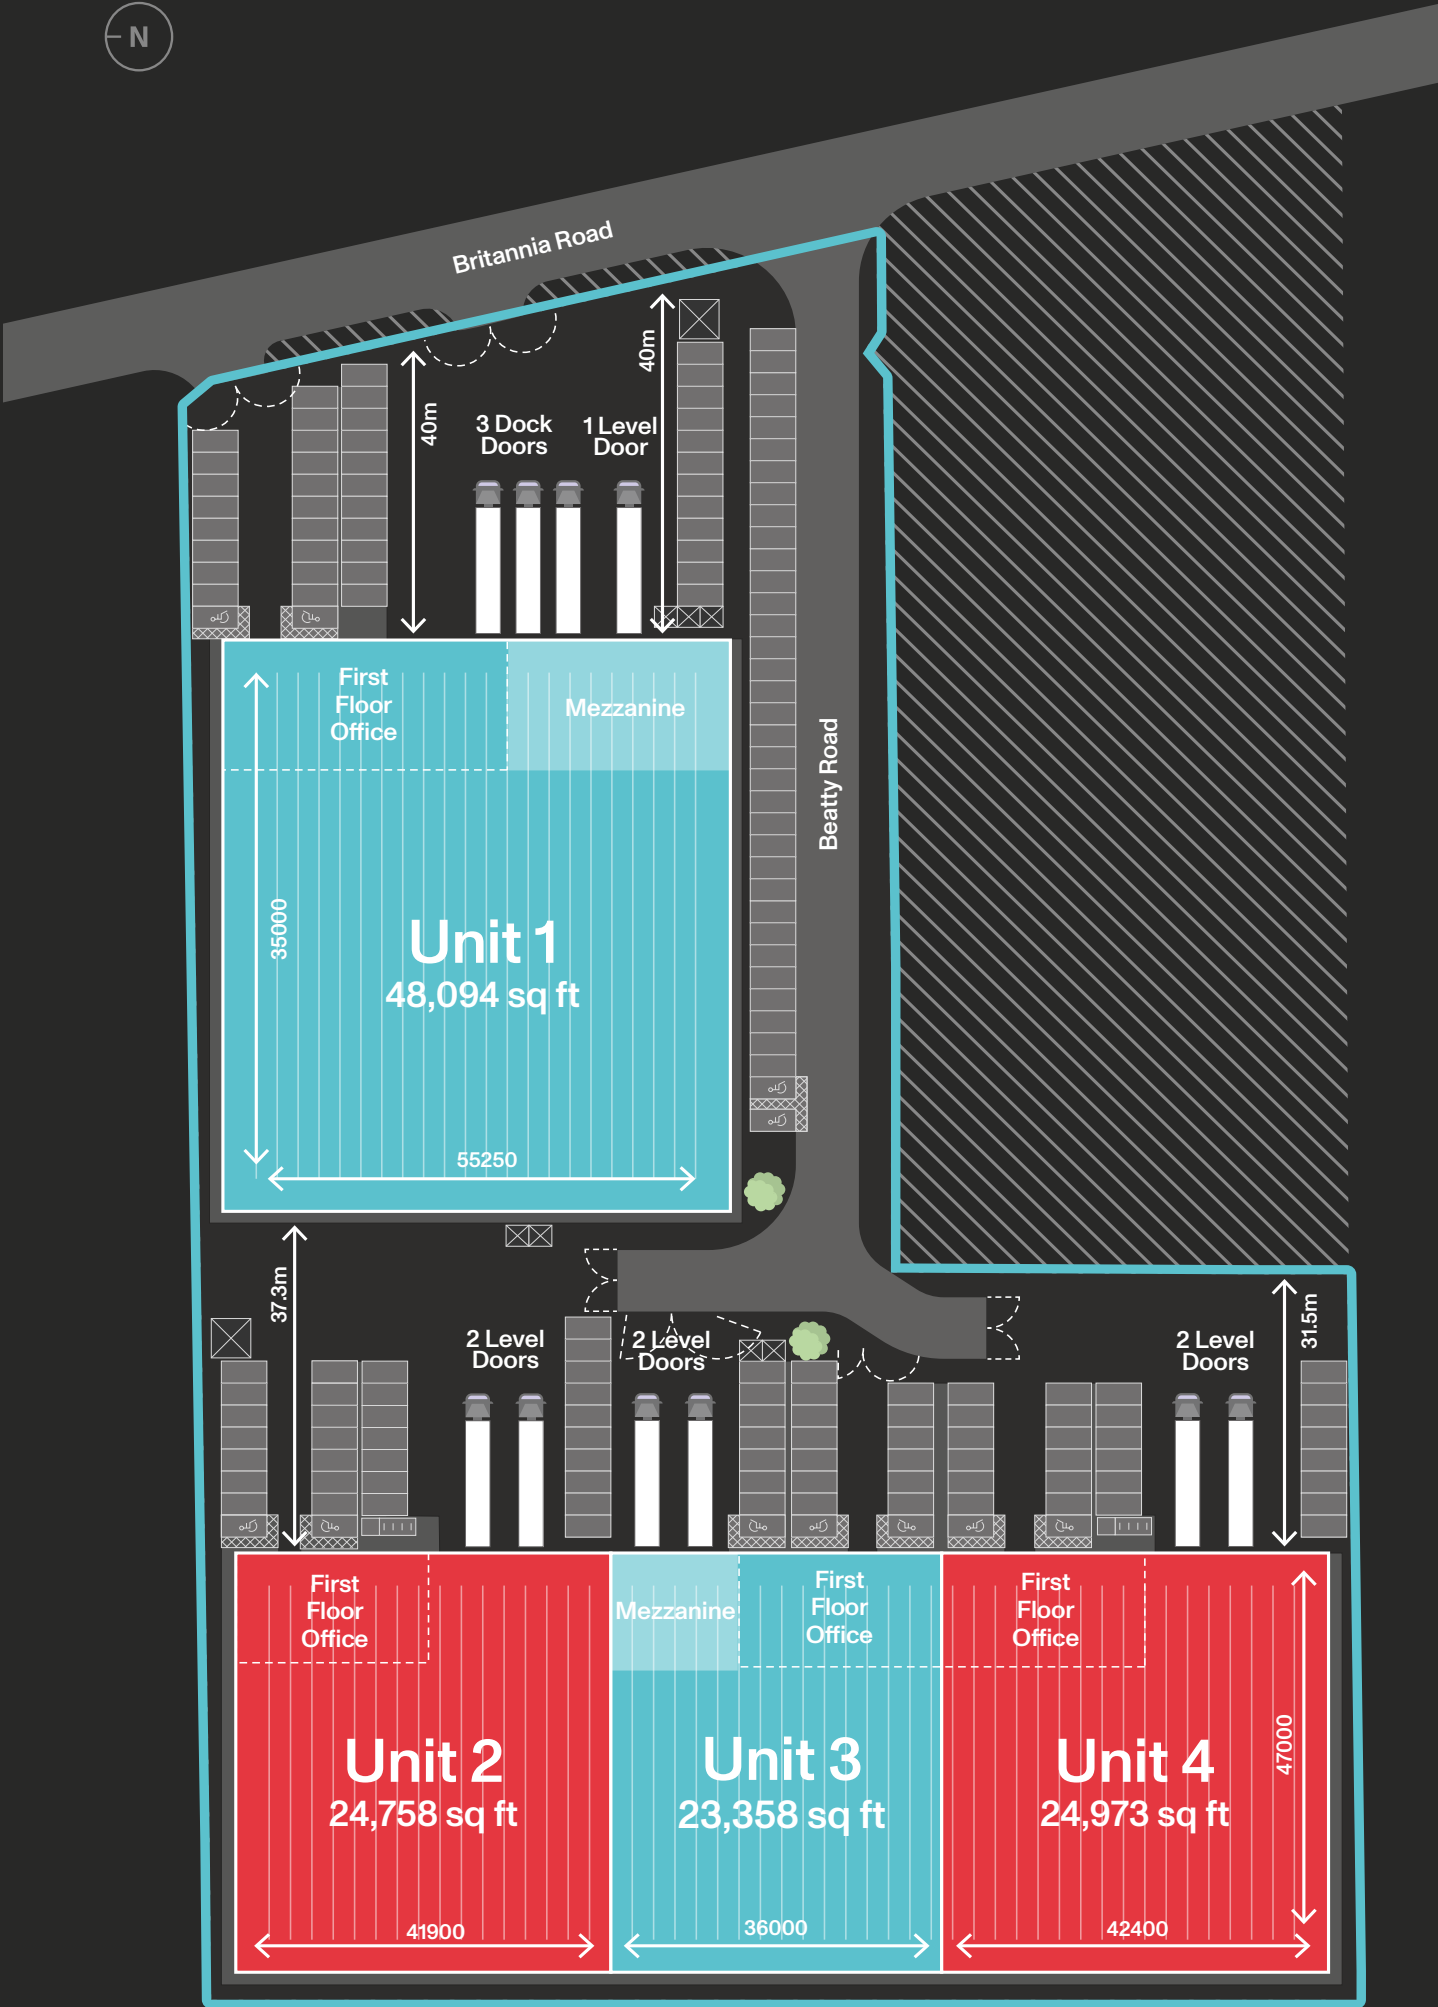 N
Britannia Road
40m
40m
3 Dock
Doors
1 Level
Door
First
Floor
Office
Mezzanine
Beatty Road
35000
Unit 1
48,094 sq ft
55250
37.3m
31.5m
2 Level
Doors
2 Level
Doors
2 Level
Doors
First
Floor
Office
Mezzanine
First
Floor
Office
First
Floor
Office
Unit 2
24,758 sq ft
Unit 3
23,358 sq ft
Unit 4
24,973 sq ft
47000
41900
36000
42400